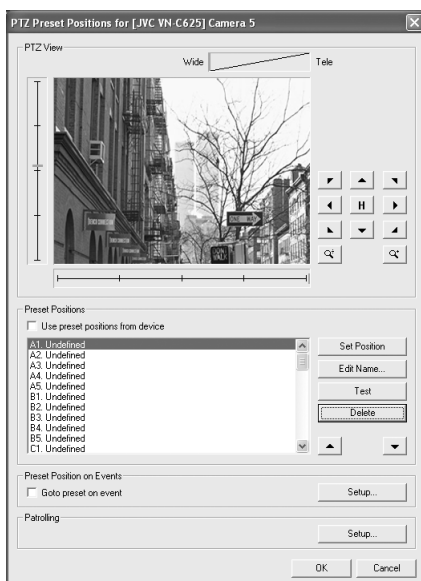 PTZ Preset Positions for [JVC VN-C625] Camera 5
PTZ View
Wide
Tele
ONE WAY
H
Preset Positions
Use preset positions from device
A1. Undefined
A2. Undefined
A3. Undefined
A4. Undefined
A5. Undefined
B1. Undefined
B2. Undefined
B3. Undefined
B4. Undefined
B5. Undefined
C1. Undefined
Set Position
Edit Name...
Test
Delete
Preset Position on Events
Goto preset on event
Setup...
Patrolling
Setup...
OK
Cancel